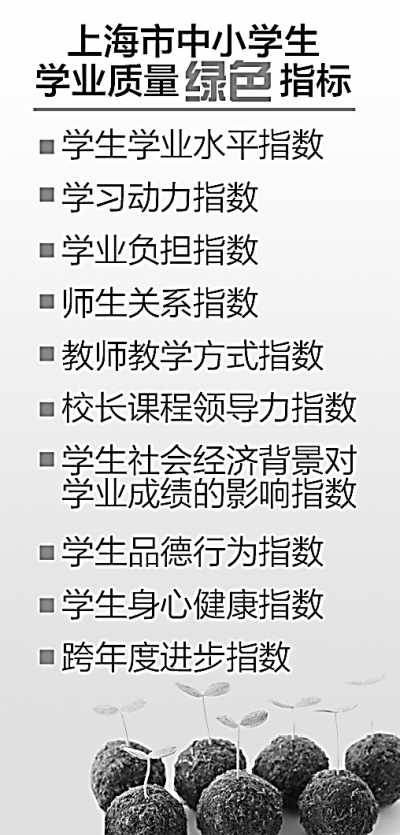 上海市中小学生
学业质量绿色指标
学生学业水平指数
学习动力指数
学业负担指数
师生关系指数
教师教学方式指数
校长课程领导力指数
学生社会经济背景对
学业成绩的影响指数
学生品德行为指数
学生身心健康指数
跨年度进步指数